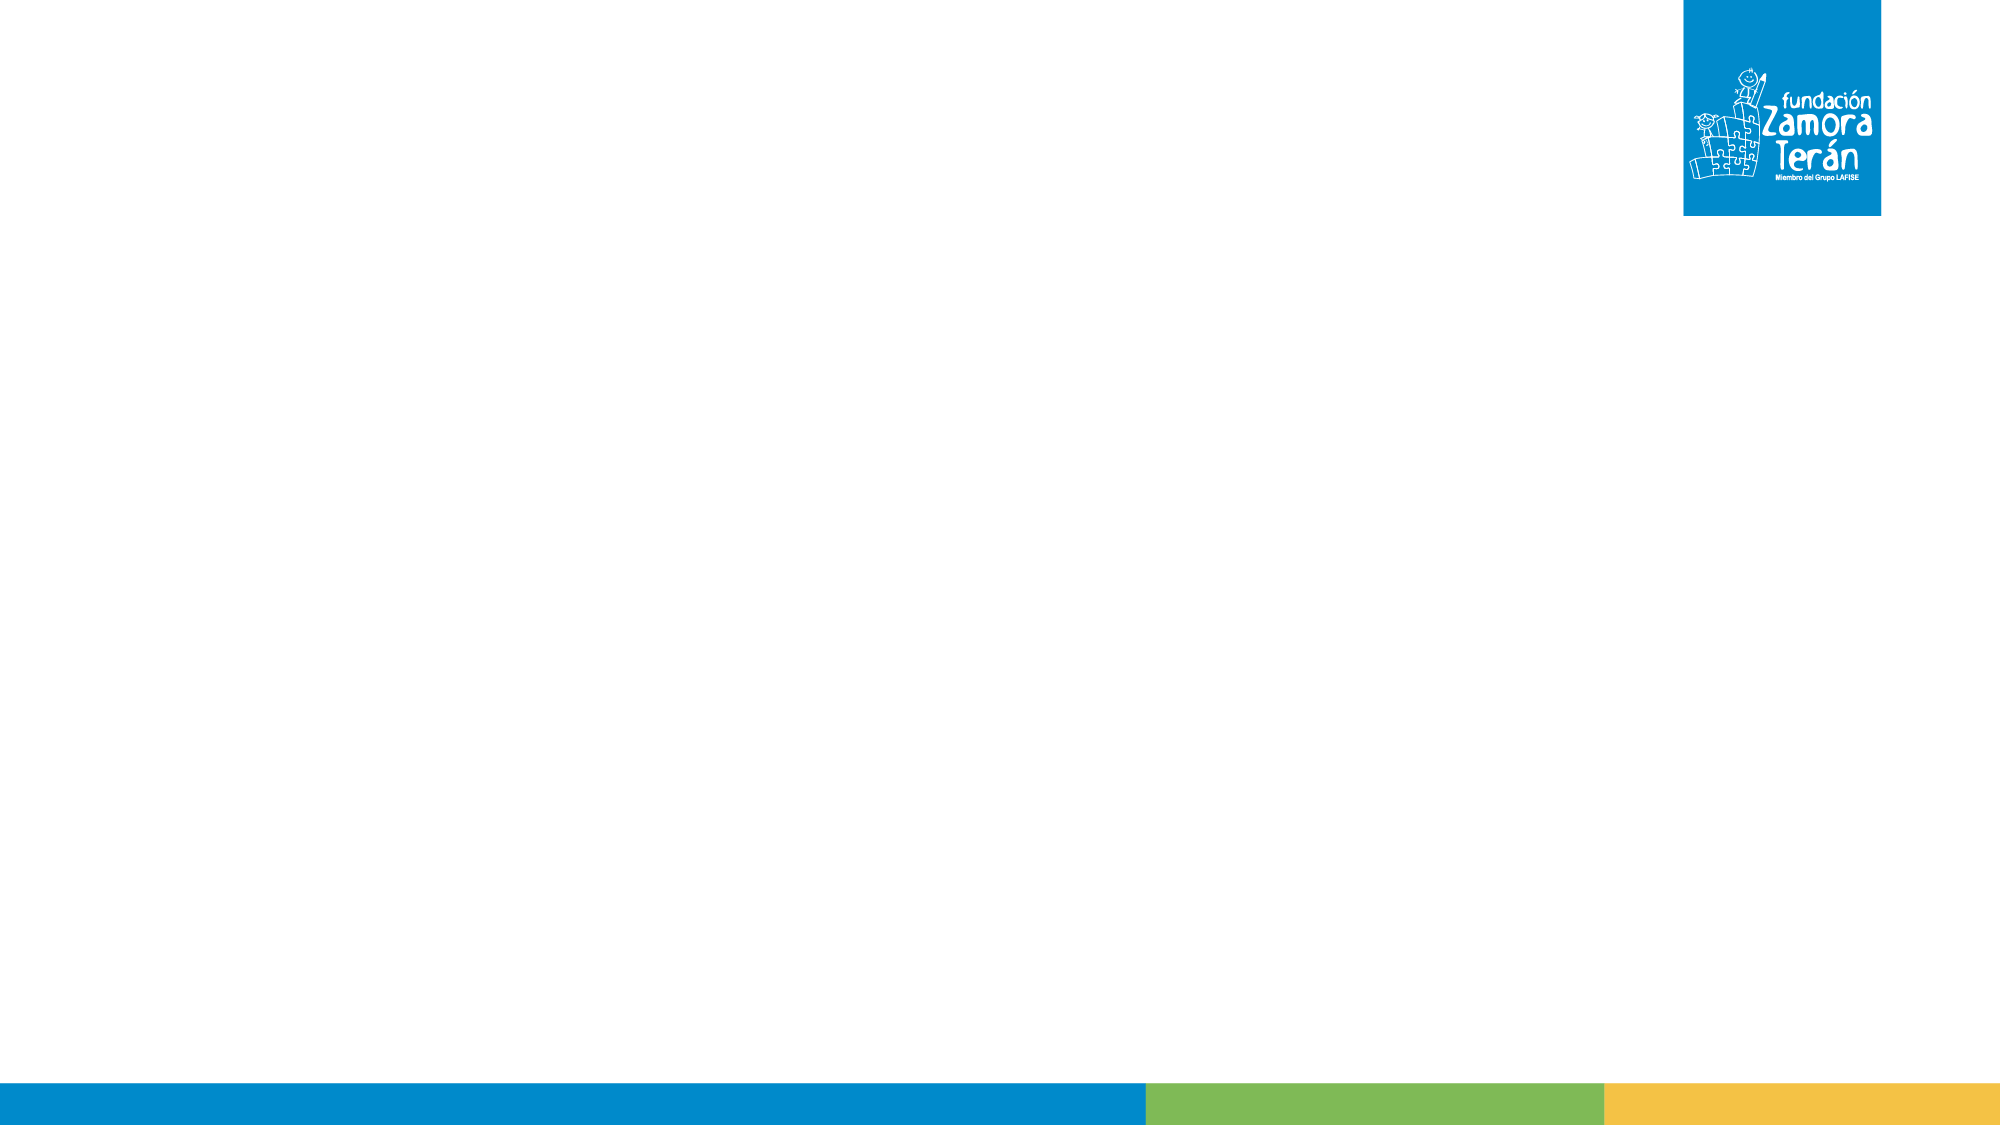 fundación
Zamora
Terán
Miembro del Grupo LAFISE